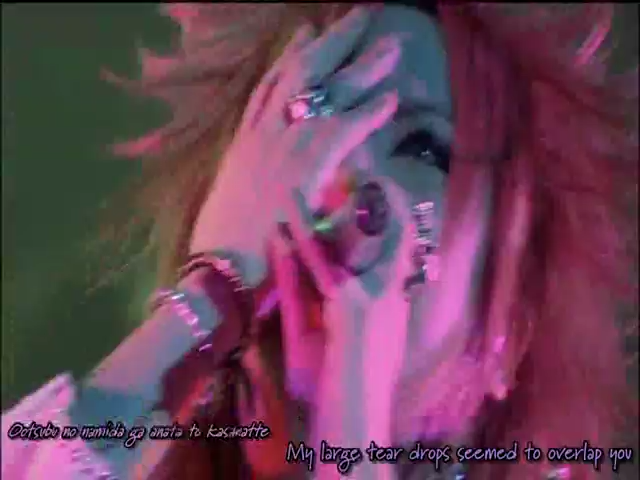 Ootsubu no namida ga anata to kasanatte
My large tear drops seemed to overlap you